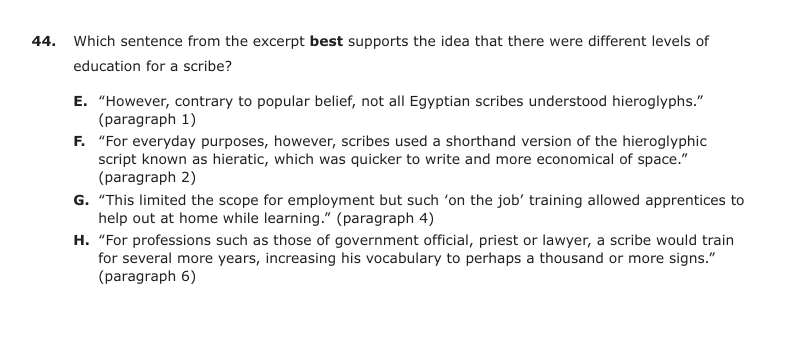 44. Which sentence from the excerpt best supports the idea that there were different levels of
education for a scribe?
E. “However, contrary to popular belief, not all Egyptian scribes understood hieroglyphs.”
(paragraph 1)
F. “For everyday purposes, however, scribes used a shorthand version of the hieroglyphic
script known as hieratic, which was quicker to write and more economical of space.”
(paragraph 2)
G. “This limited the scope for employment but such ‘on the job’ training allowed apprentices to
help out at home while learning.” (paragraph 4)
H. “For professions such as those of government official, priest or lawyer, a scribe would train
for several more years, increasing his vocabulary to perhaps a thousand or more signs.”
(paragraph 6)